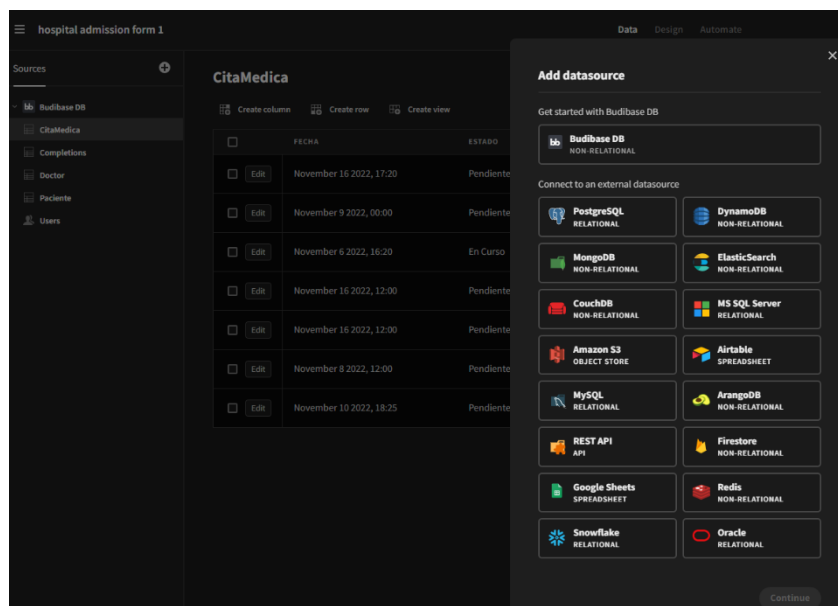 hospital admission form 1
Data Design Automate
Sources
Budibase DB
CitaMedica
Completions
Doctor
Paciente
Users
CitaMedica
Create column Create row Create view
FECHA ESTADO
Edit November 16 2022, 17:20 Pendiente
Edit November 9 2022, 00:00 Pendiente
Edit November 6 2022, 16:20 En Curso
Edit November 16 2022, 12:00 Pendiente
Edit November 16 2022, 12:00 Pendiente
Edit November 8 2022, 12:00 Pendiente
Edit November 10 2022, 18:25 Pendiente
Add datasource
Get started with Budibase DB
bb Budibase DB
NON-RELATIONAL
Connect to an external datasource
PostgreSQL DynamoDB
RELATIONAL NON-RELATIONAL
MongoDB ElasticSearch
NON-RELATIONAL NON-RELATIONAL
CouchDB MS SQL Server
NON-RELATIONAL RELATIONAL
Amazon S3 Airtable
OBJECT STORE SPREADSHEET
MySQL ArangoDB
RELATIONAL NON-RELATIONAL
REST API Firestore
API NON-RELATIONAL
Google Sheets Redis
SPREADSHEET NON-RELATIONAL
Snowflake Oracle
RELATIONAL RELATIONAL
Continue